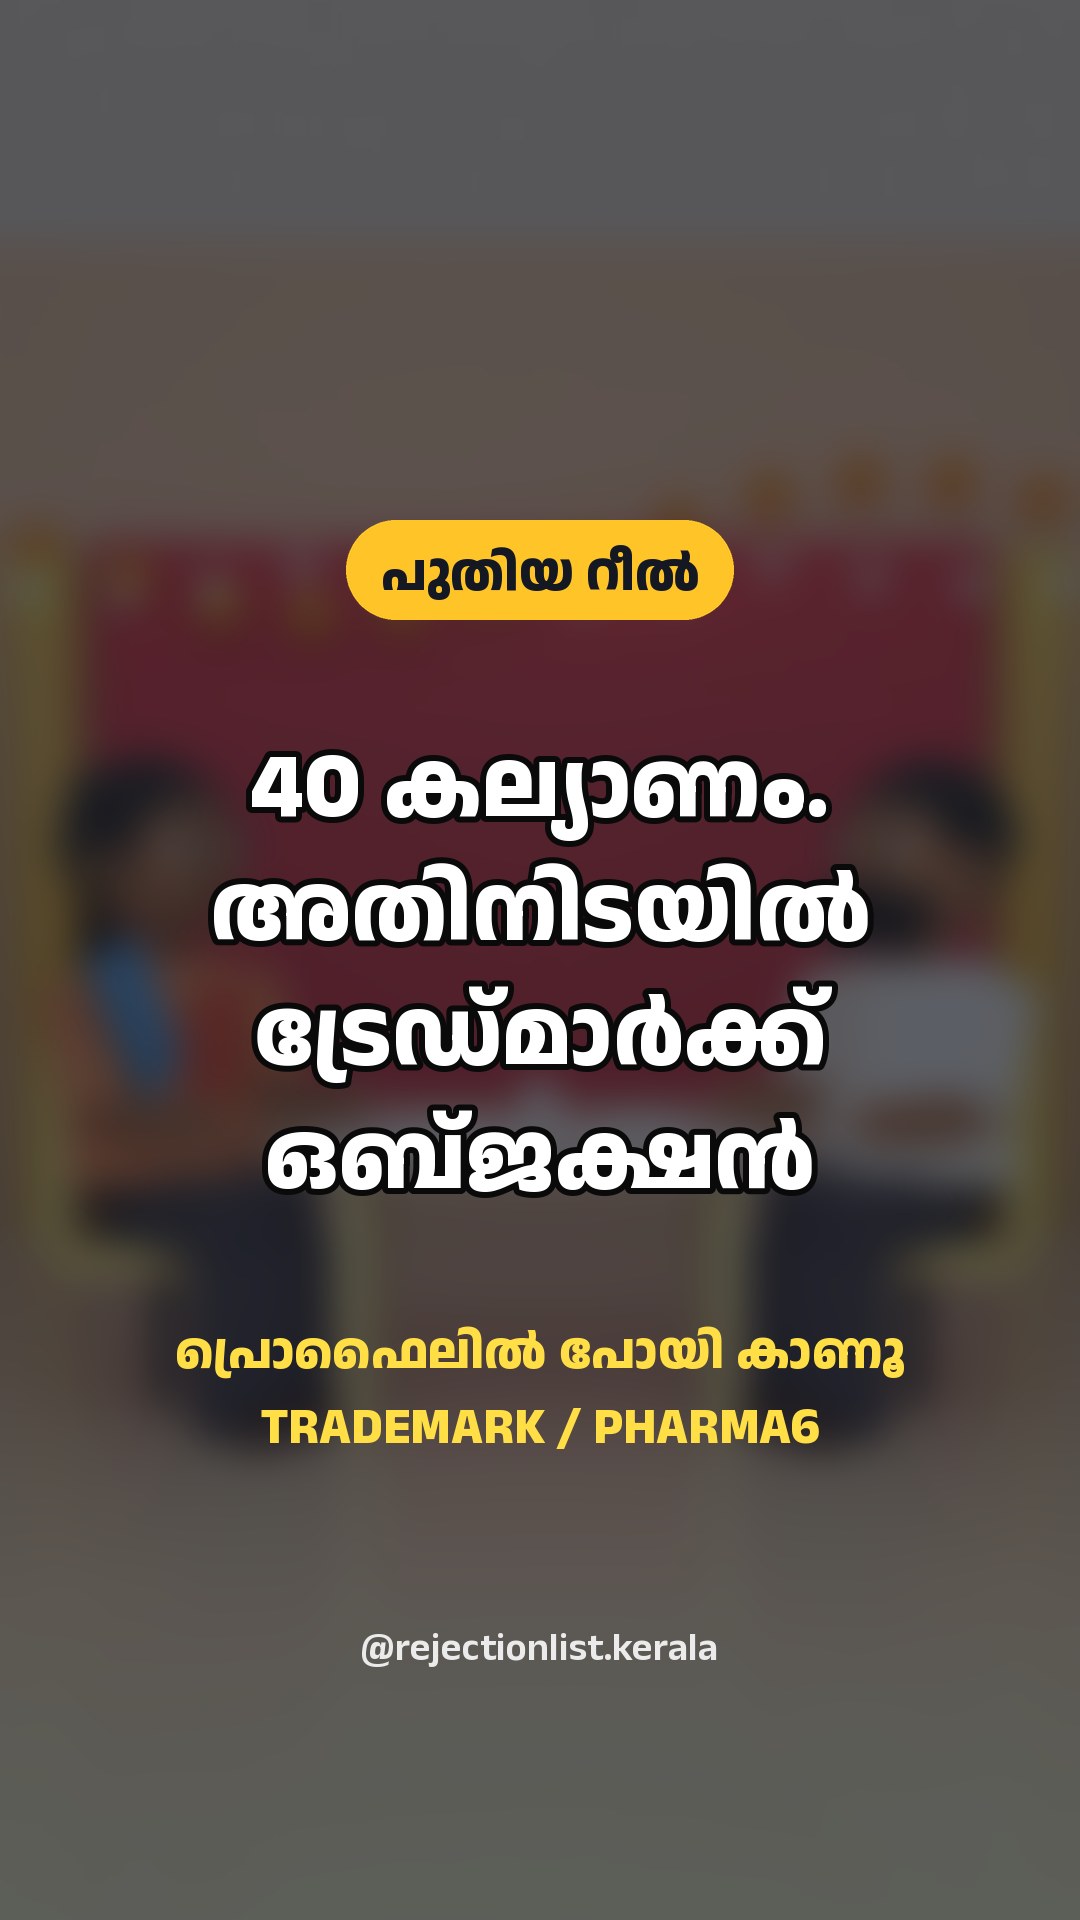 പുതിയ റീൽ
40 കല്യാണം.
അതിനിടയിൽ
ട്രേഡ്മാർക്ക്
ഒബ്ജക്ഷൻ
പ്രൊഫൈലിൽ പോയി കാണൂ
TRADEMARK / PHARMA6
@rejectionlist.kerala